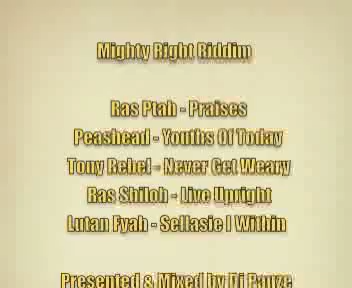 Mighty Right Riddim
Ras Ptah - Praises
Peashead - Youths Of Today
Tony Rebel - Never Get Weary
Ras Shiloh - Live Upright
Lutan Fyah - Sellasie I Within
Presented & Mixed by Dj Pauze